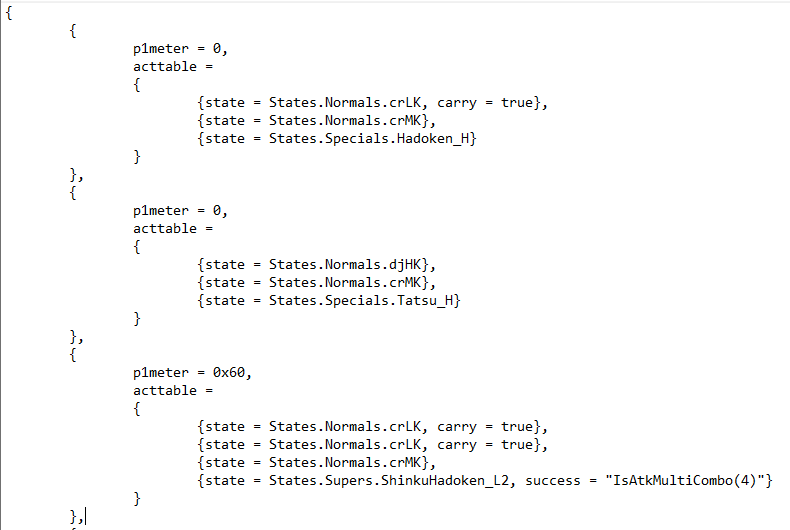 {
	{
		p1meter = 0,
		acttable =
		{
			{state = States.Normals.crLK, carry = true},
			{state = States.Normals.crMK},
			{state = States.Specials.Hadoken_H}
		}
	},
	{
		p1meter = 0,
		acttable =
		{
			{state = States.Normals.djHK},
			{state = States.Normals.crMK},
			{state = States.Specials.Tatsu_H}
		}
	},
	{
		p1meter = 0x60,
		acttable =
		{
			{state = States.Normals.crLK, carry = true},
			{state = States.Normals.crLK, carry = true},
			{state = States.Normals.crMK},
			{state = States.Supers.ShinkuHadoken_L2, success = "IsAtkMultiCombo(4)"}
		}
	},